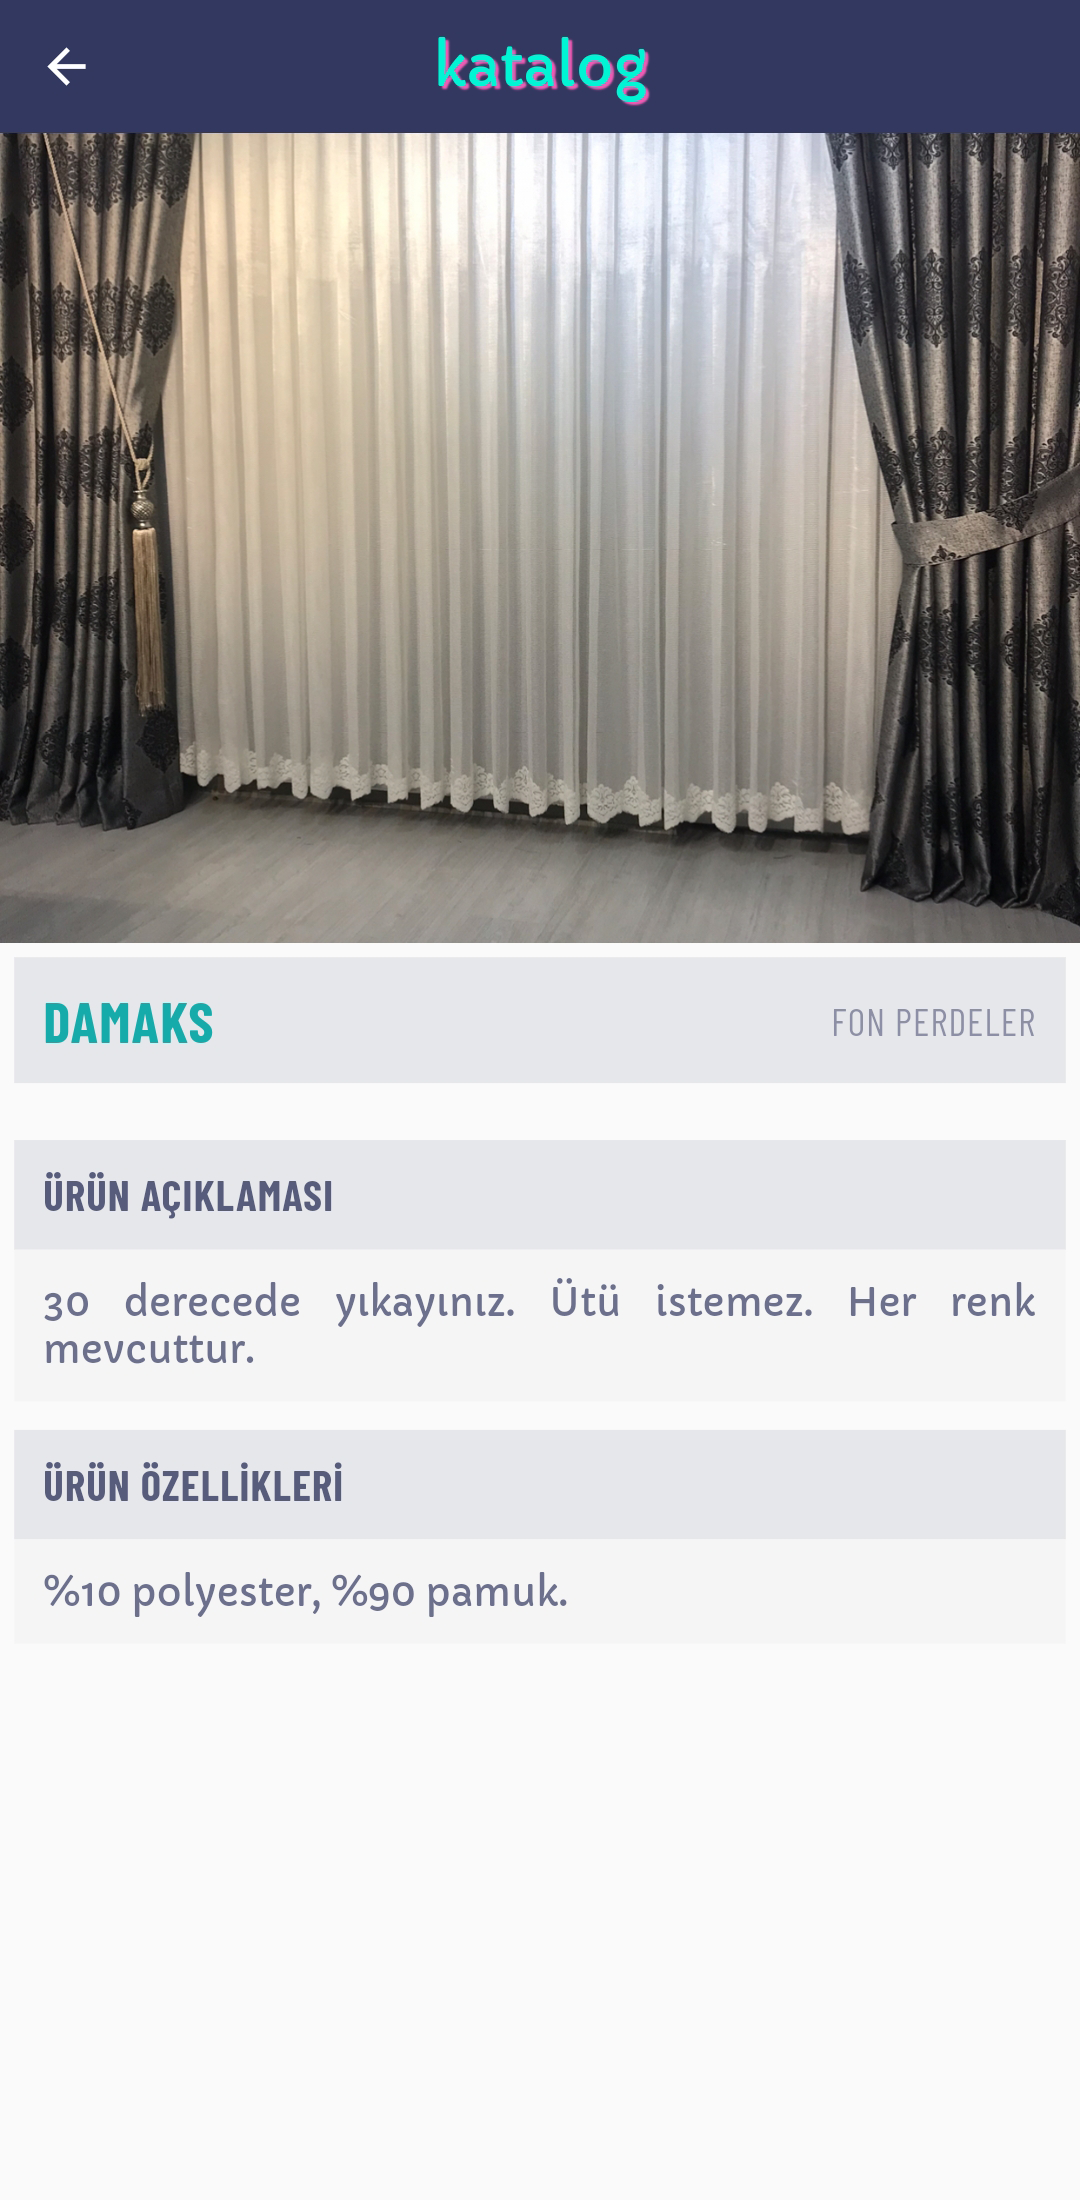 katalog
DAMAKS
FON PERDELER
ÜRÜN AÇIKLAMASI
30 derecede yıkayınız. Ütü istemez. Her renk
mevcuttur.
ÜRÜN ÖZELLİKLERİ
%10 polyester, %90 pamuk.